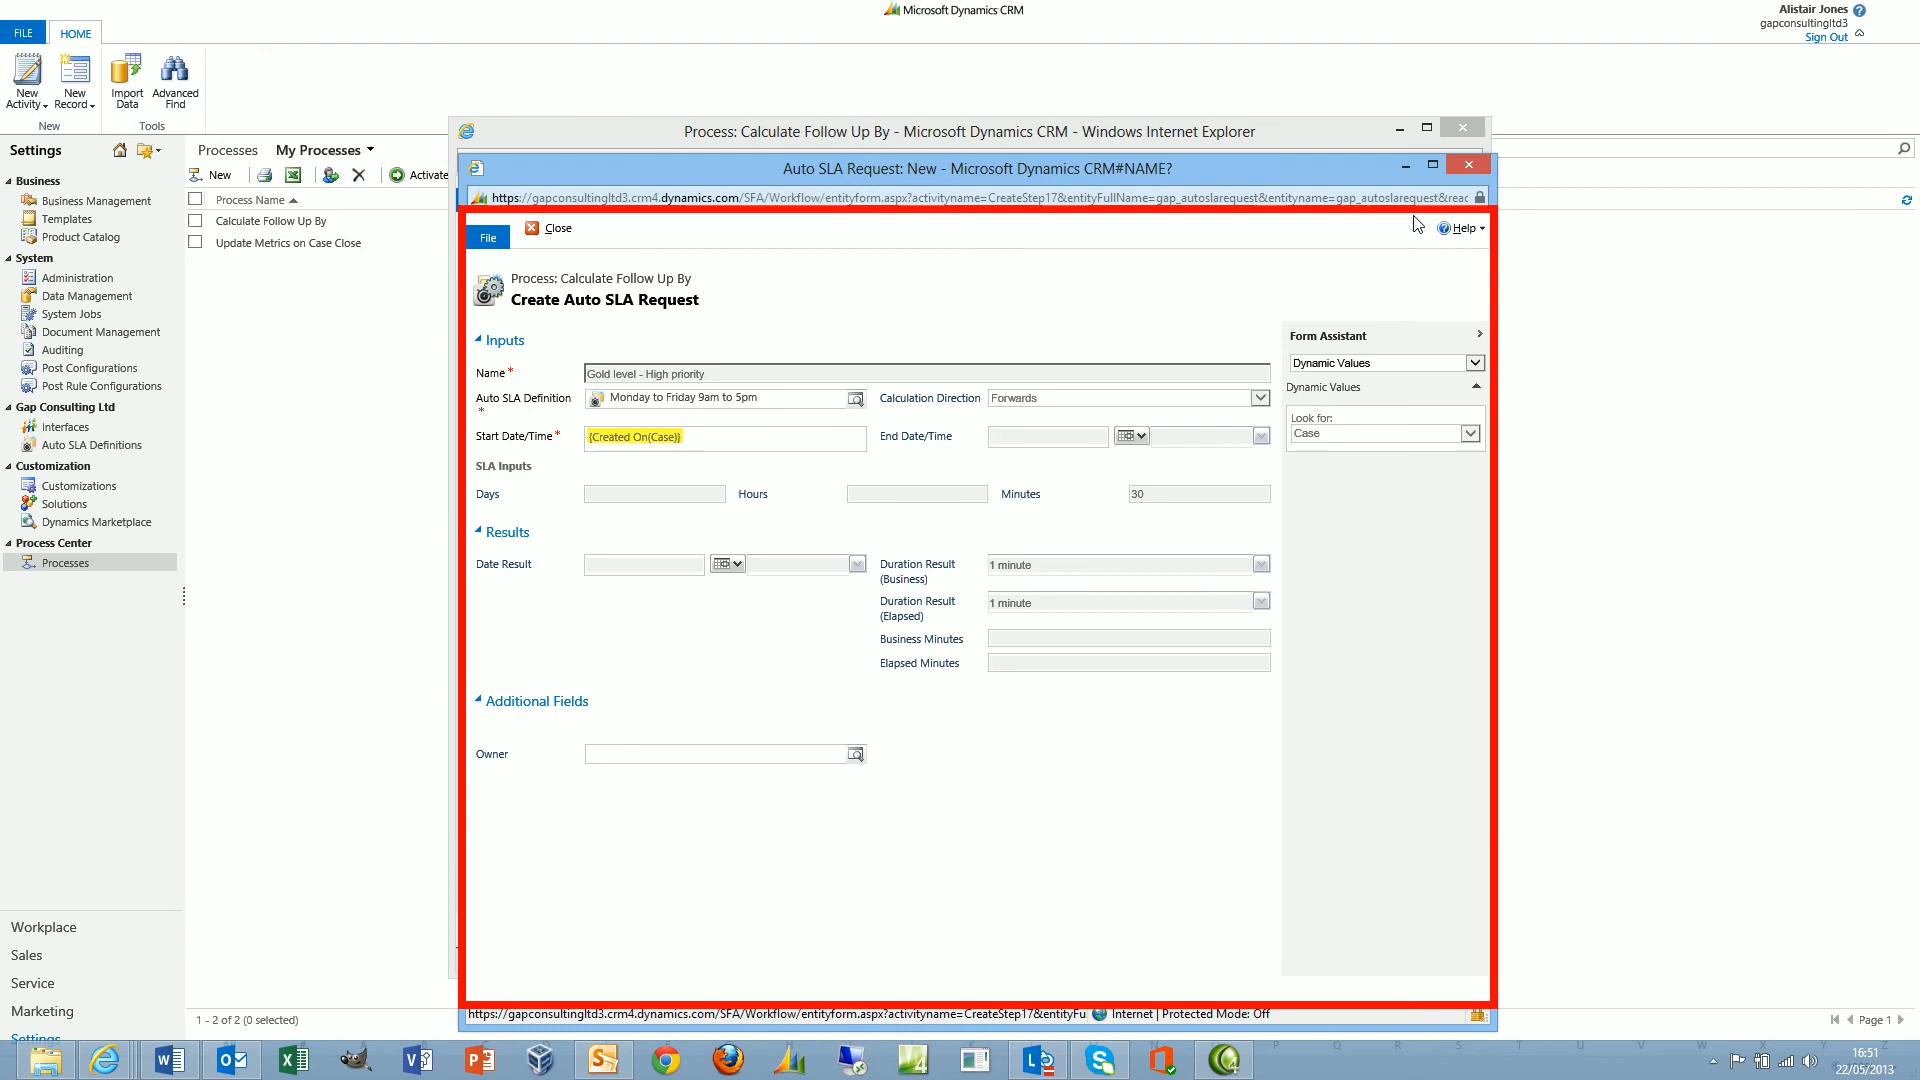 Microsoft Dynamics CRM
Alistair Jones
gapconsultingltd3
Sign Out
FILE
HOME
New Activity
New Record
Import Data
Advanced Find
New
Tools
Settings
Business
Business Management
Templates
Product Catalog
System
Administration
Data Management
System Jobs
Document Management
Auditing
Post Configurations
Post Rule Configurations
Gap Consulting Ltd
Interfaces
Auto SLA Definitions
Customization
Customizations
Solutions
Dynamics Marketplace
Process Center
Processes
Workplace
Sales
Service
Marketing
Settings
Processes
My Processes
New
Activate
Process Name
Calculate Follow Up By
Update Metrics on Case Close
1 - 2 of 2 (0 selected)
Page 1
Process: Calculate Follow Up By - Microsoft Dynamics CRM - Windows Internet Explorer
Auto SLA Request: New - Microsoft Dynamics CRM#NAME?
https://gapconsultingltd3.crm4.dynamics.com/SFA/Workflow/entityform.aspx?activityname=CreateStep17&entityFullName=gap_autoslarequest&entityname=gap_autoslarequest&reac
File
Close
Help
Process: Calculate Follow Up By
Create Auto SLA Request
Inputs
Name* Gold level - High priority
Auto SLA Definition * Monday to Friday 9am to 5pm
Calculation Direction Forwards
Start Date/Time* {Created On(Case)}
End Date/Time
SLA Inputs
Days
Hours
Minutes 30
Results
Date Result
Duration Result (Business) 1 minute
Duration Result (Elapsed) 1 minute
Business Minutes
Elapsed Minutes
Additional Fields
Owner
Form Assistant
Dynamic Values
Dynamic Values
Look for:
Case
https://gapconsultingltd3.crm4.dynamics.com/SFA/Workflow/entityform.aspx?activityname=CreateStep17&entityFu
Internet | Protected Mode: Off
16:51
22/05/2013